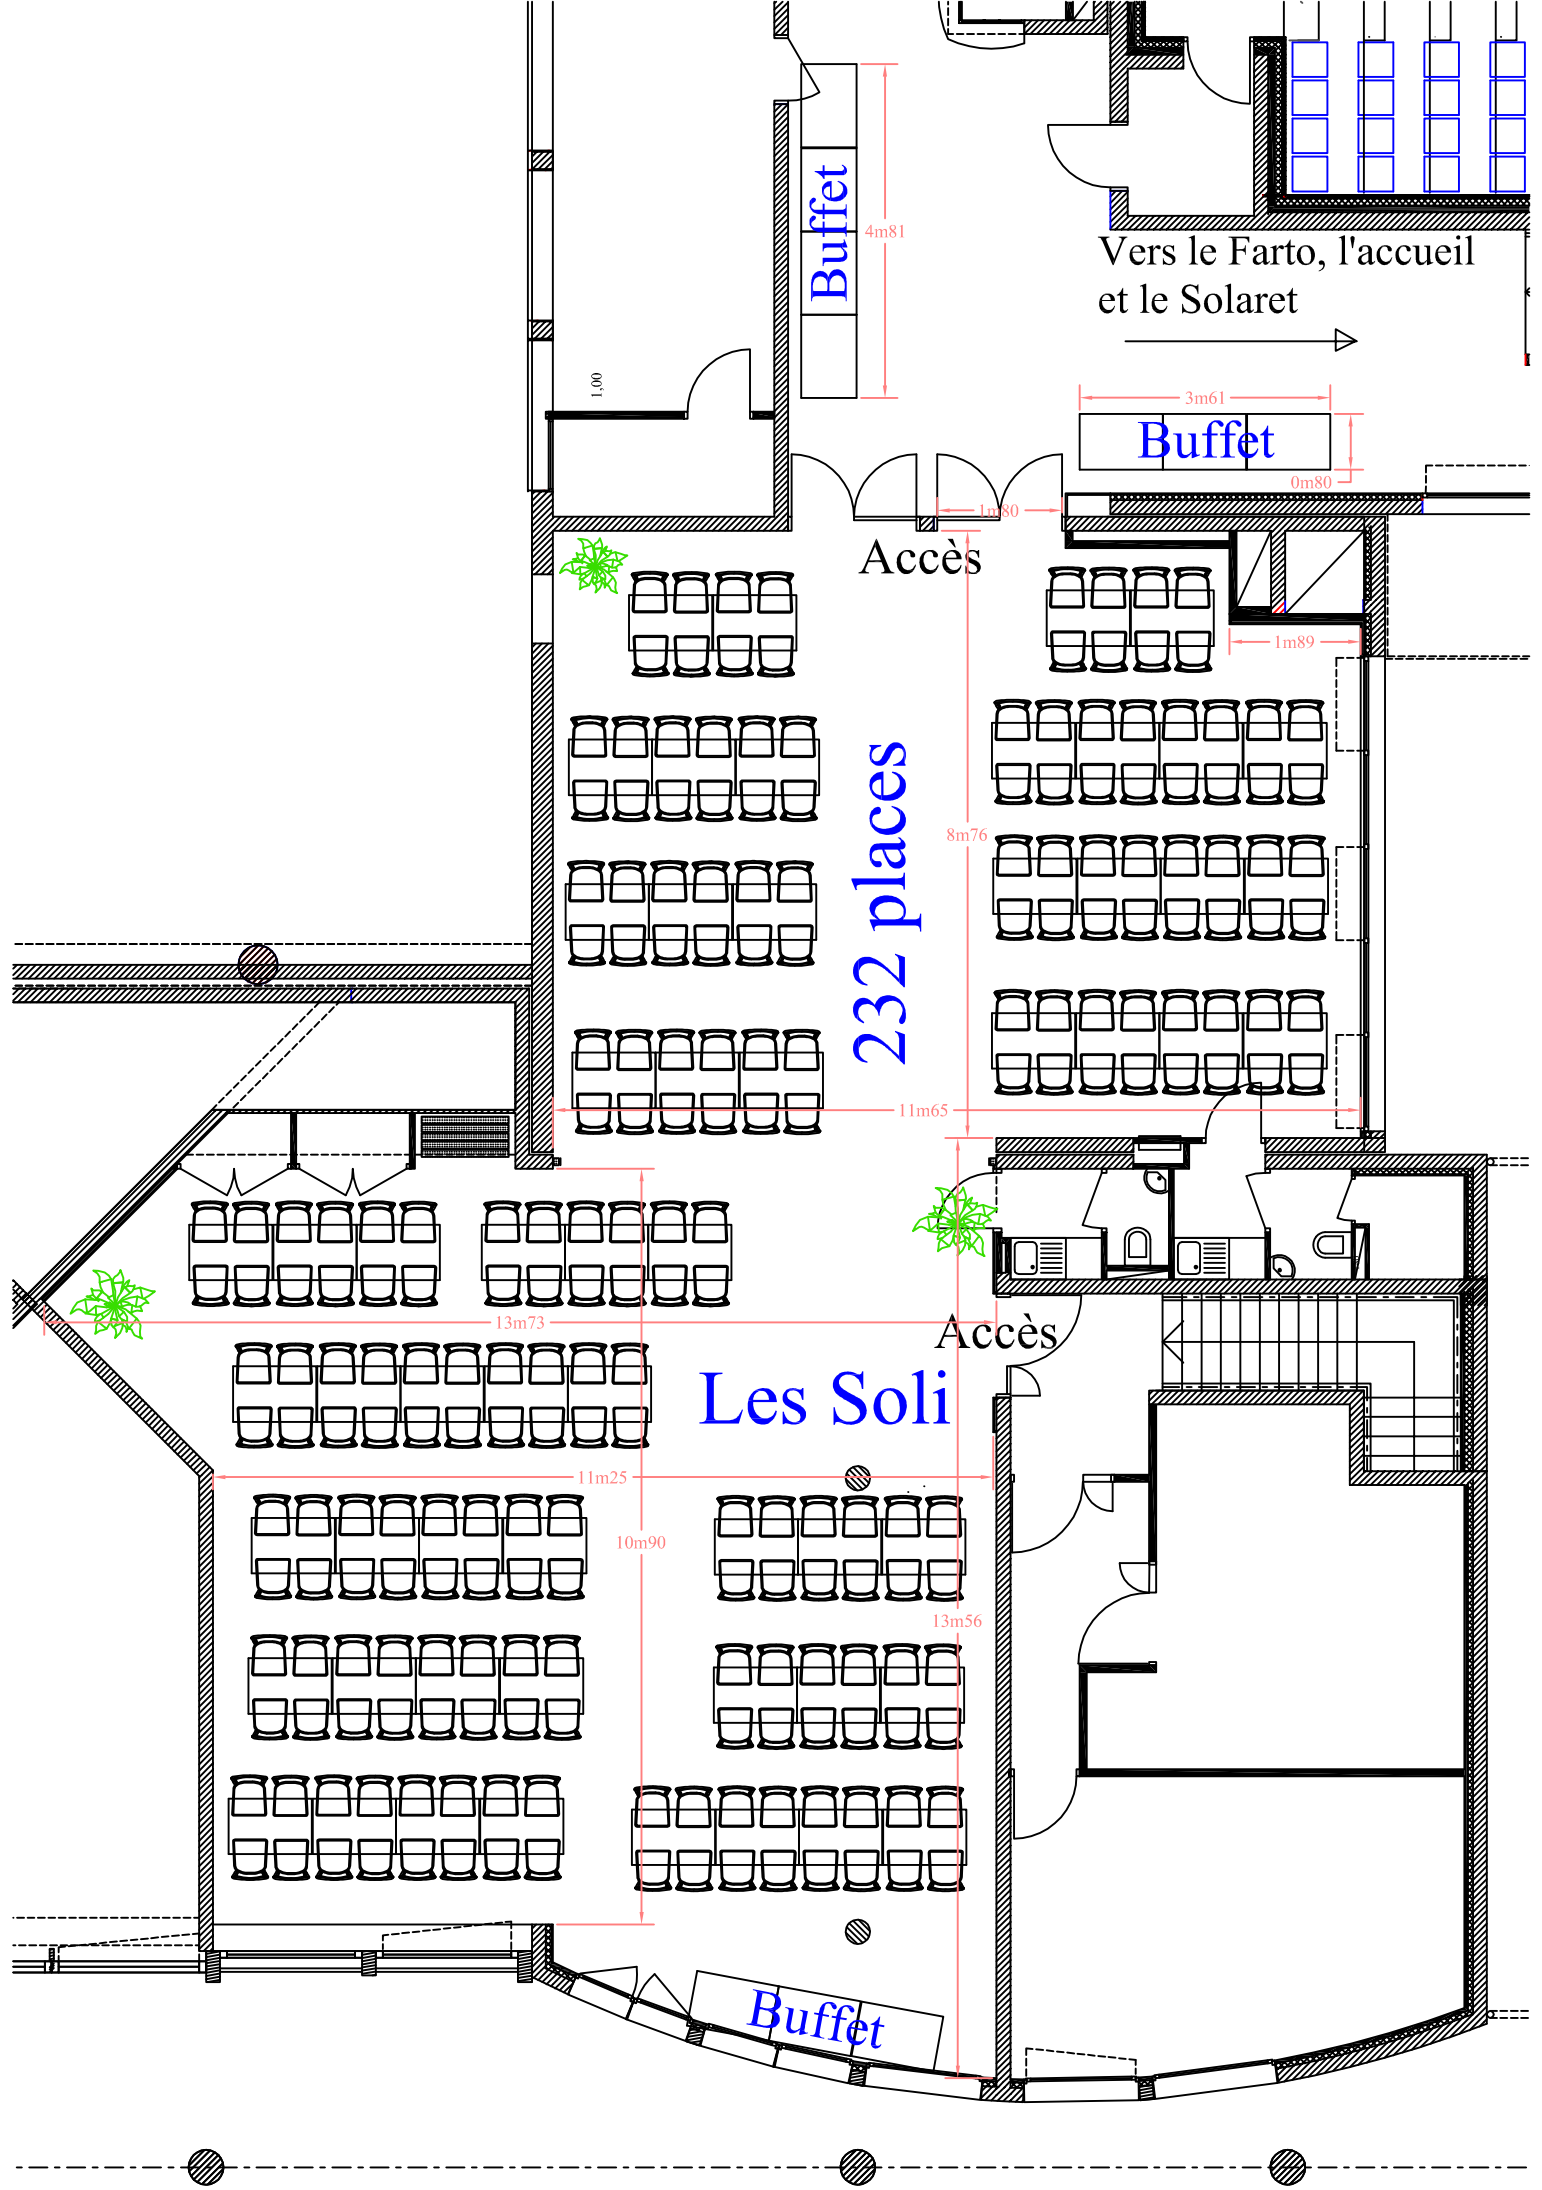 Buffet
4m81
Vers le Farto, l'accueil
et le Solaret
1,00
3m61
Buffet
0m80
1m80
Accès
1m89
232 places
8m76
11m65
13m73
Accès
Les Soli
11m25
10m90
13m56
Buffet